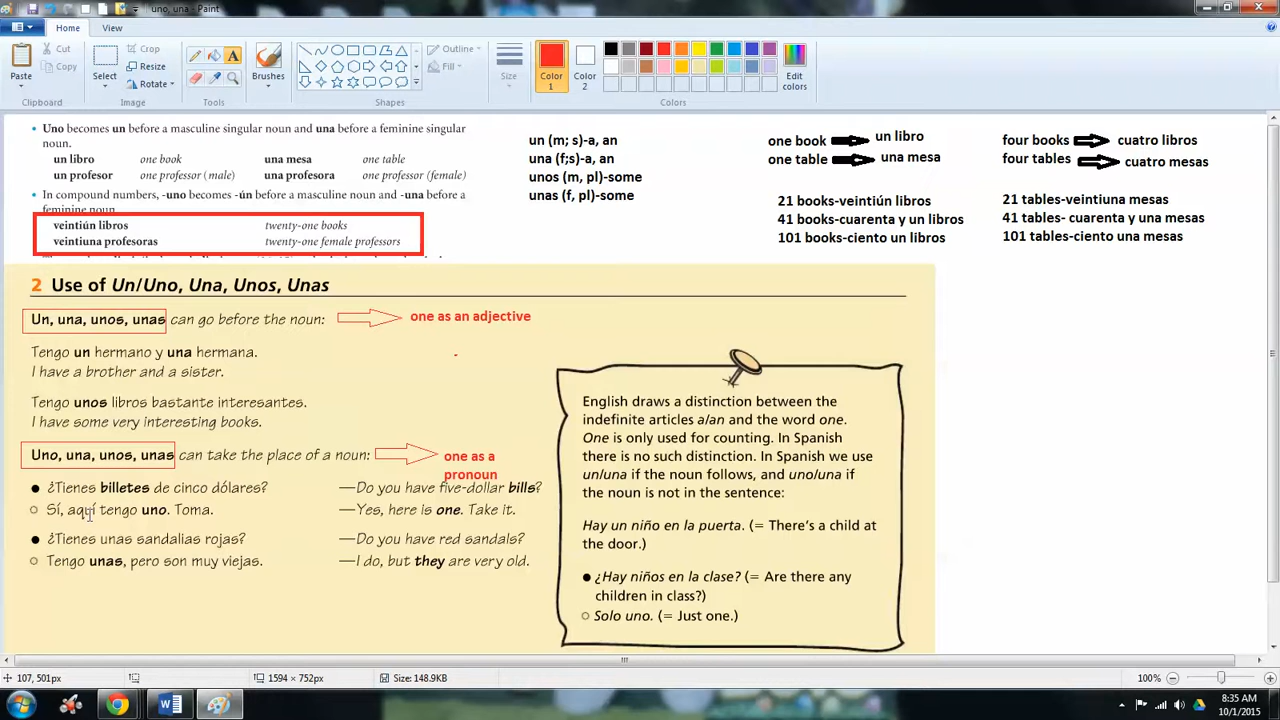 uno, una - Paint
Home
View
Paste
Cut
Copy
Clipboard
Select
Crop
Resize
Rotate
Image
Tools
Brushes
Shapes
Outline
Fill
Size
Color
1
Color
2
Edit
colors
Colors
• Uno becomes un before a masculine singular noun and una before a feminine singular
noun.
un libro one book una mesa one table
un profesor one professor (male) una profesora one professor (female)
• In compound numbers, -uno becomes -ún before a masculine noun and -una before a
feminine noun
veintiún libros twenty-one books
veintiuna profesoras twenty-one female professors
un (m; s)-a, an
una (f;s)-a, an
unos (m, pl)-some
unas (f, pl)-some
one book un libro
one table una mesa
21 books-veintiún libros
41 books-cuarenta y un libros
101 books-ciento un libros
four books cuatro libros
four tables cuatro mesas
21 tables-veintiuna mesas
41 tables- cuarenta y una mesas
101 tables-ciento una mesas
2 Use of Un/Uno, Una, Unos, Unas
Un, una, unos, unas can go before the noun:
one as an adjective
Tengo un hermano y una hermana.
I have a brother and a sister.
Tengo unos libros bastante interesantes.
I have some very interesting books.
Uno, una, unos, unas can take the place of a noun:
one as a
pronoun
● ¿Tienes billetes de cinco dólares? —Do you have five-dollar bills?
○ Sí, aquí tengo uno. Toma. —Yes, here is one. Take it.
● ¿Tienes unas sandalias rojas? —Do you have red sandals?
○ Tengo unas, pero son muy viejas. —I do, but they are very old.
English draws a distinction between the
indefinite articles a/an and the word one.
One is only used for counting. In Spanish
there is no such distinction. In Spanish we use
un/una if the noun follows, and uno/una if
the noun is not in the sentence:
Hay un niño en la puerta. (= There's a child at
the door.)
● ¿Hay niños en la clase? (= Are there any
children in class?)
○ Solo uno. (= Just one.)
107, 501px
1594 × 752px
Size: 148.9KB
100%
8:35 AM
10/1/2015